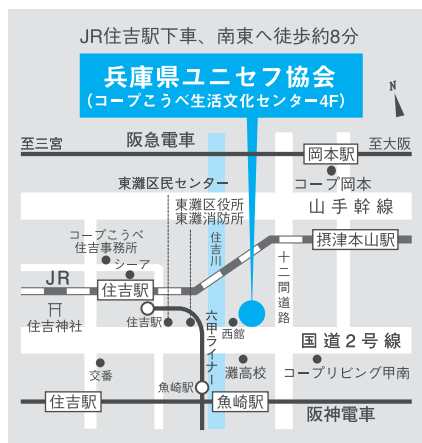 JR住吉駅下車、南東へ徒歩約8分
兵庫県ユニセフ協会
（コープこうべ生活文化センター4F）
N
至三宮
阪急電車
至大阪
岡本駅
コープ岡本
東灘区民センター
東灘区役所
東灘消防所
山手幹線
コープこうべ
住吉事務所
シーア
住吉川
十二間道路
摂津本山駅
JR
住吉駅
住吉神社
住吉駅
六甲ライナー
西館
国道2号線
交番
灘高校
コープリビング甲南
魚崎駅
住吉駅
魚崎駅
阪神電車